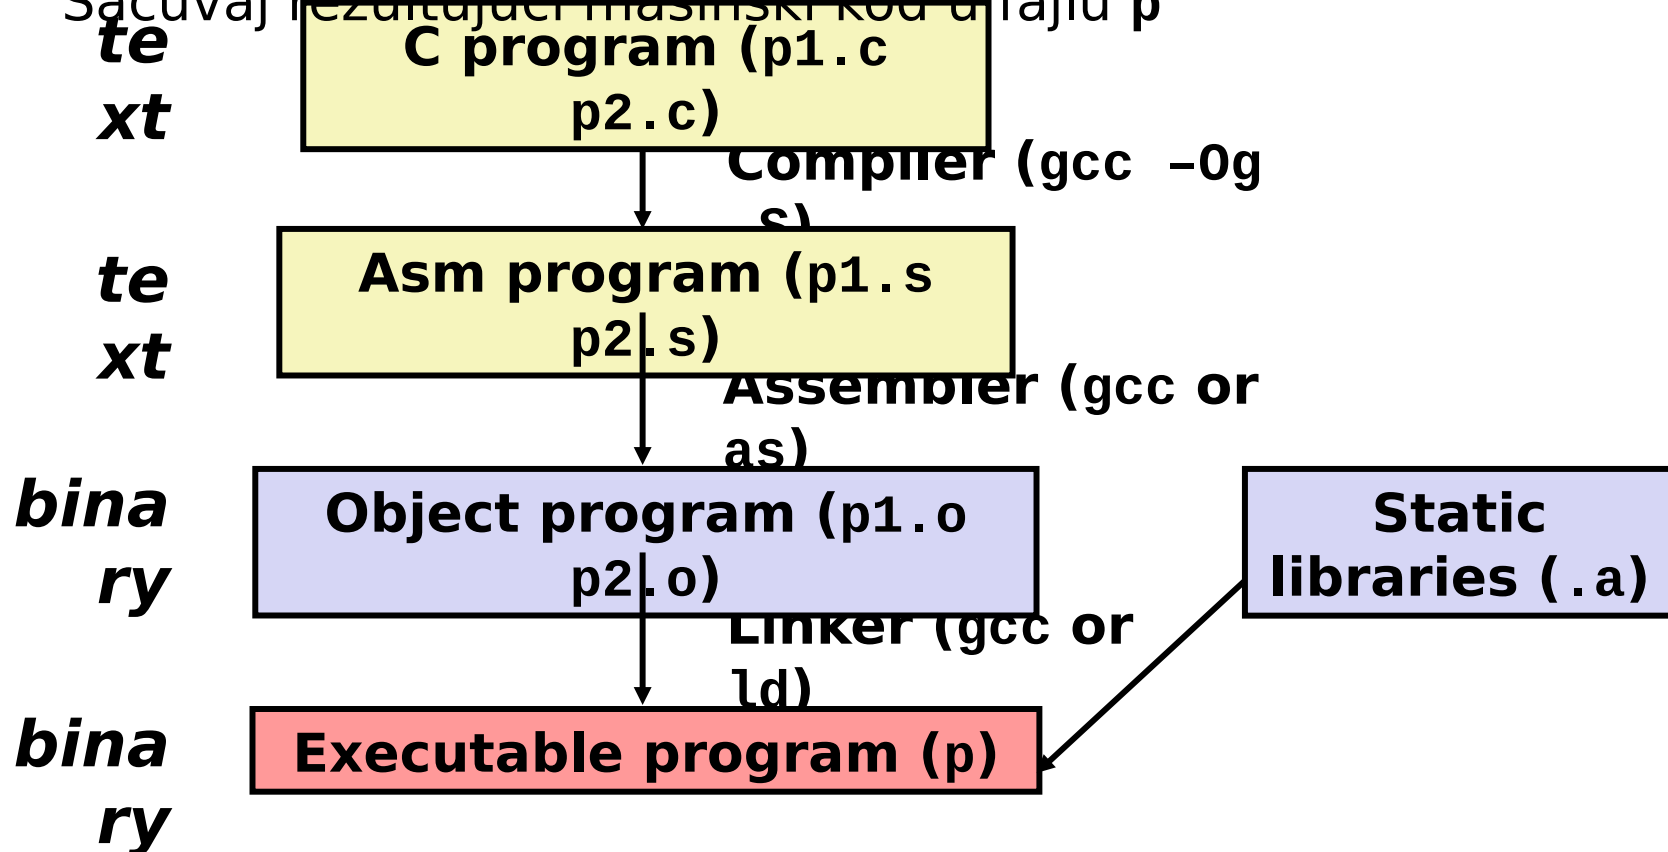 Sačuvaj rezultujući mašinski kod u fajlu p
te
xt
C program (p1.c
p2.c)
Compiler (gcc –Og
S)
te
xt
Asm program (p1.s
p2.s)
Assembler (gcc or
as)
bina
ry
Object program (p1.o
p2.o)
Static
libraries (.a)
Linker (gcc or
ld)
bina
ry
Executable program (p)